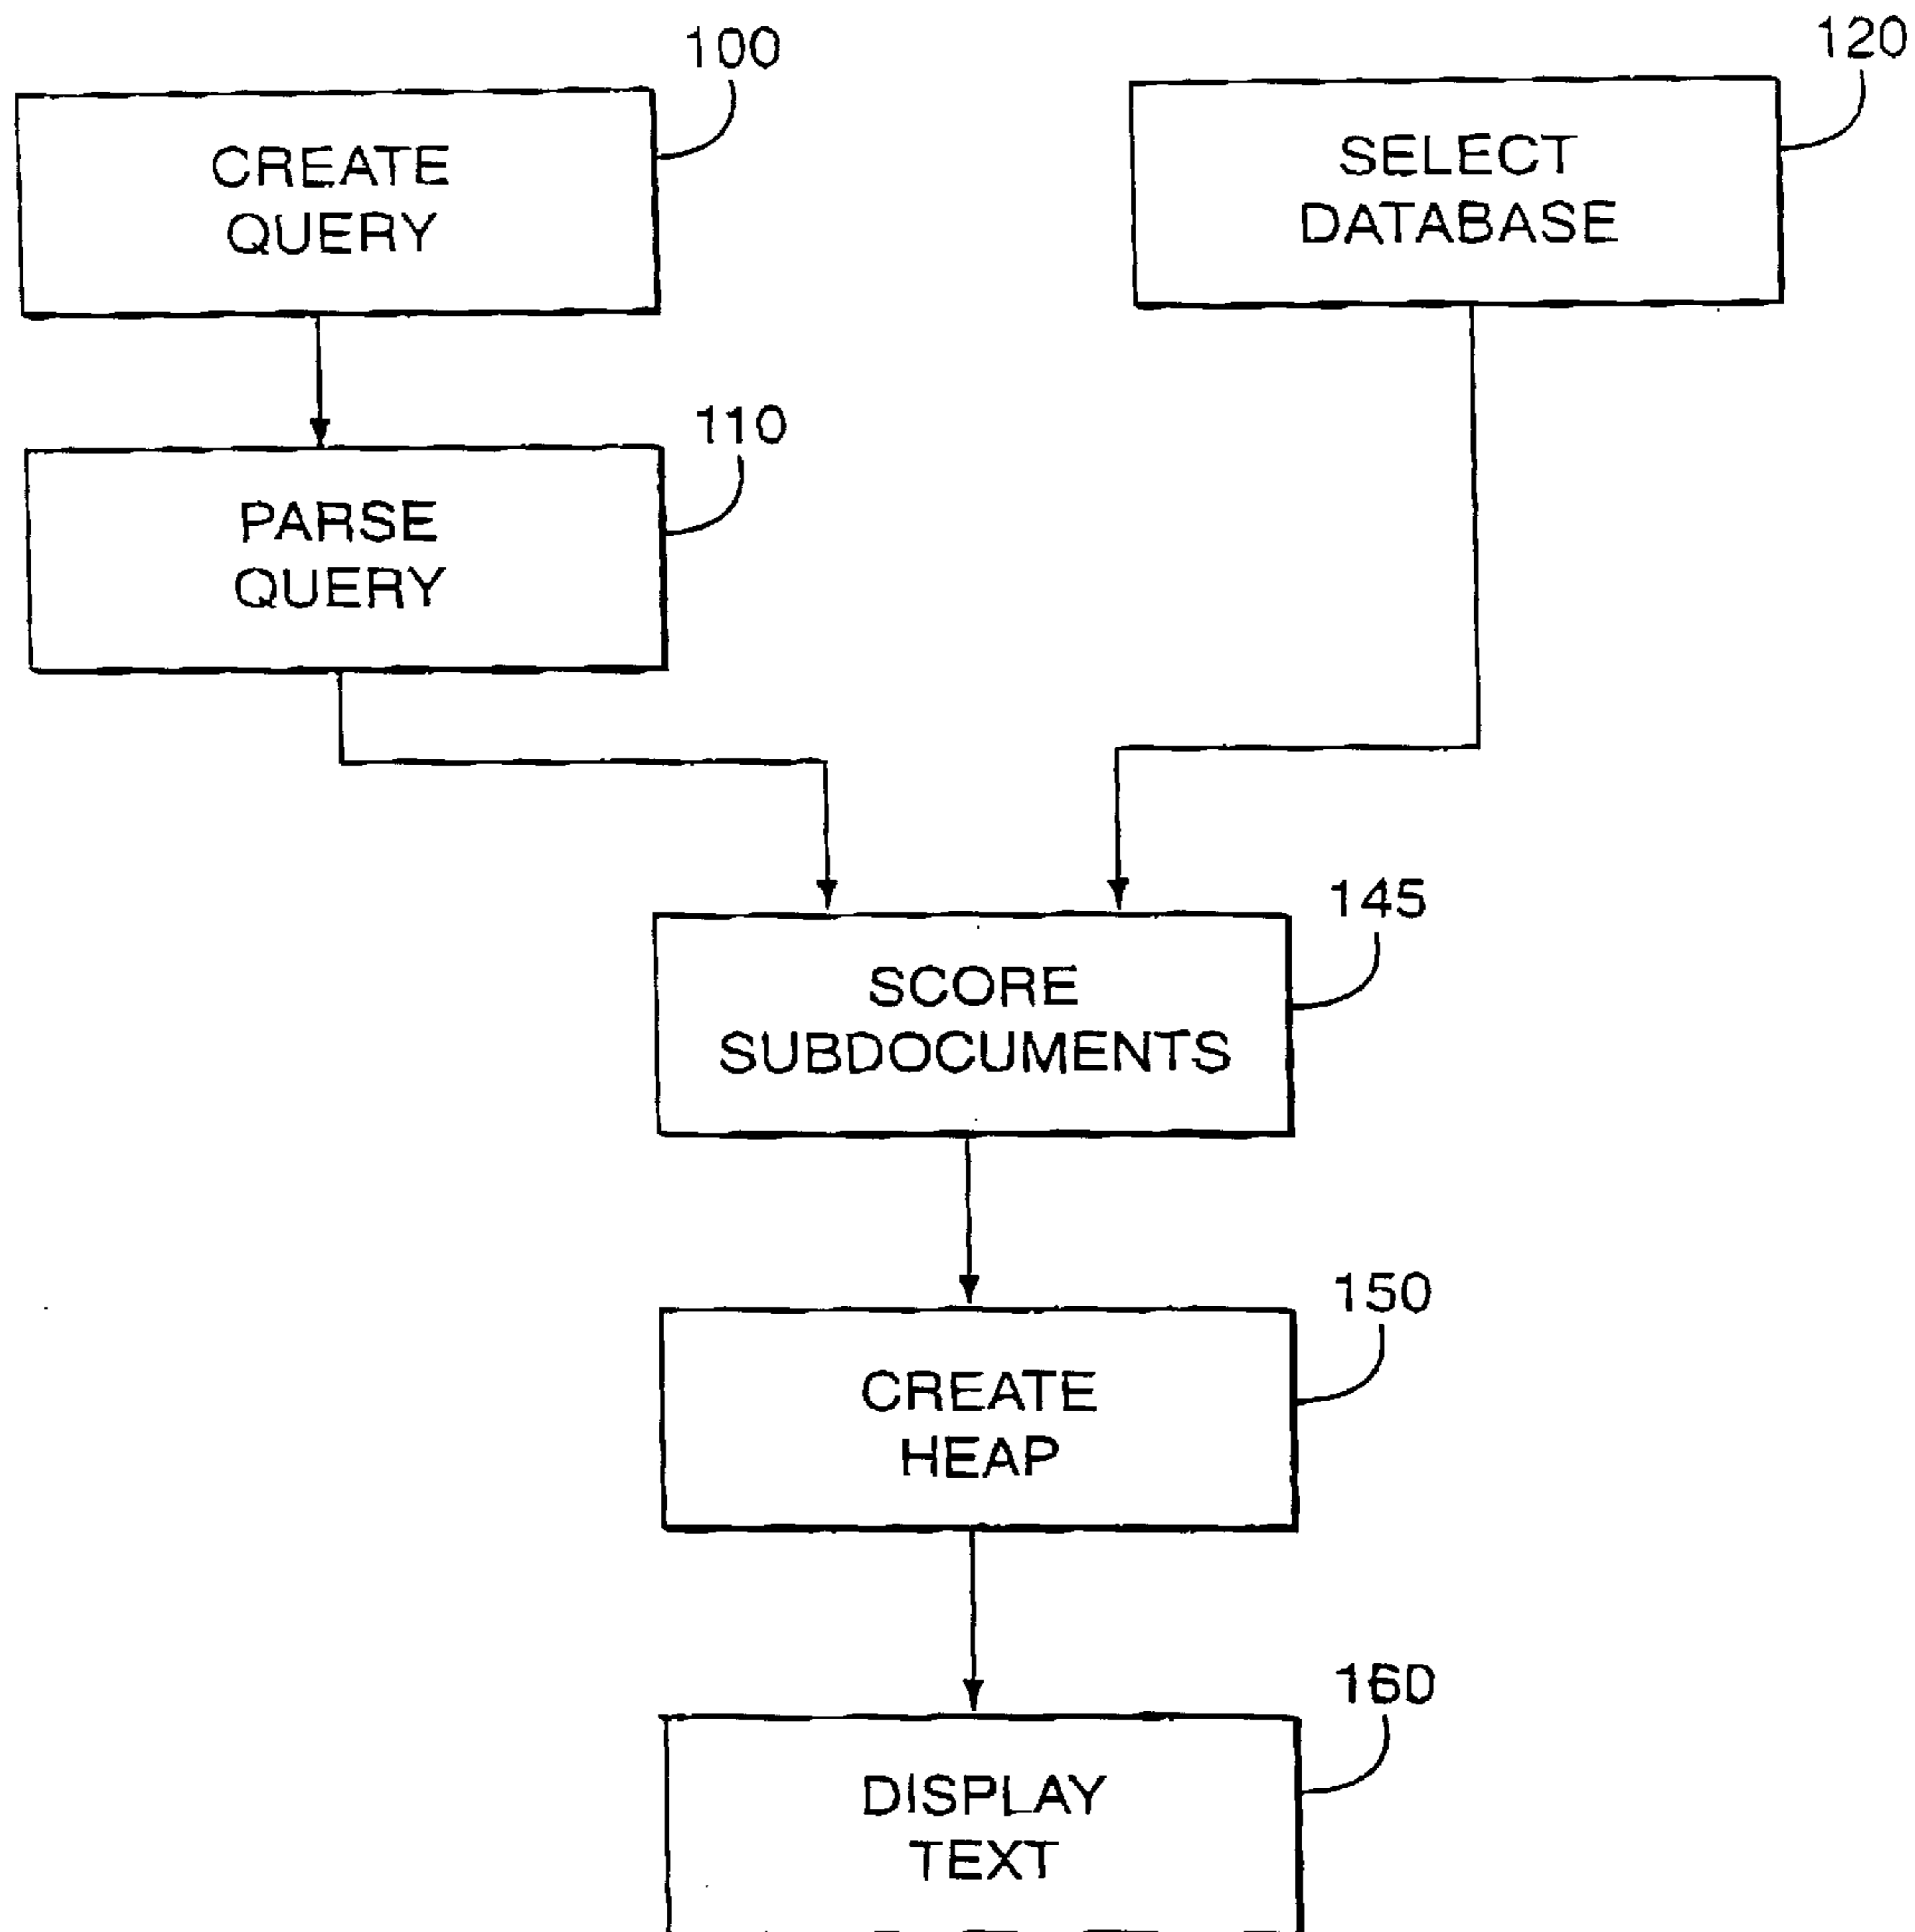 100
CREATE
QUERY
120
SELECT
DATABASE
110
PARSE
QUERY
145
SCORE
SUBDOCUMENTS
150
CREATE
HEAP
160
DISPLAY
TEXT